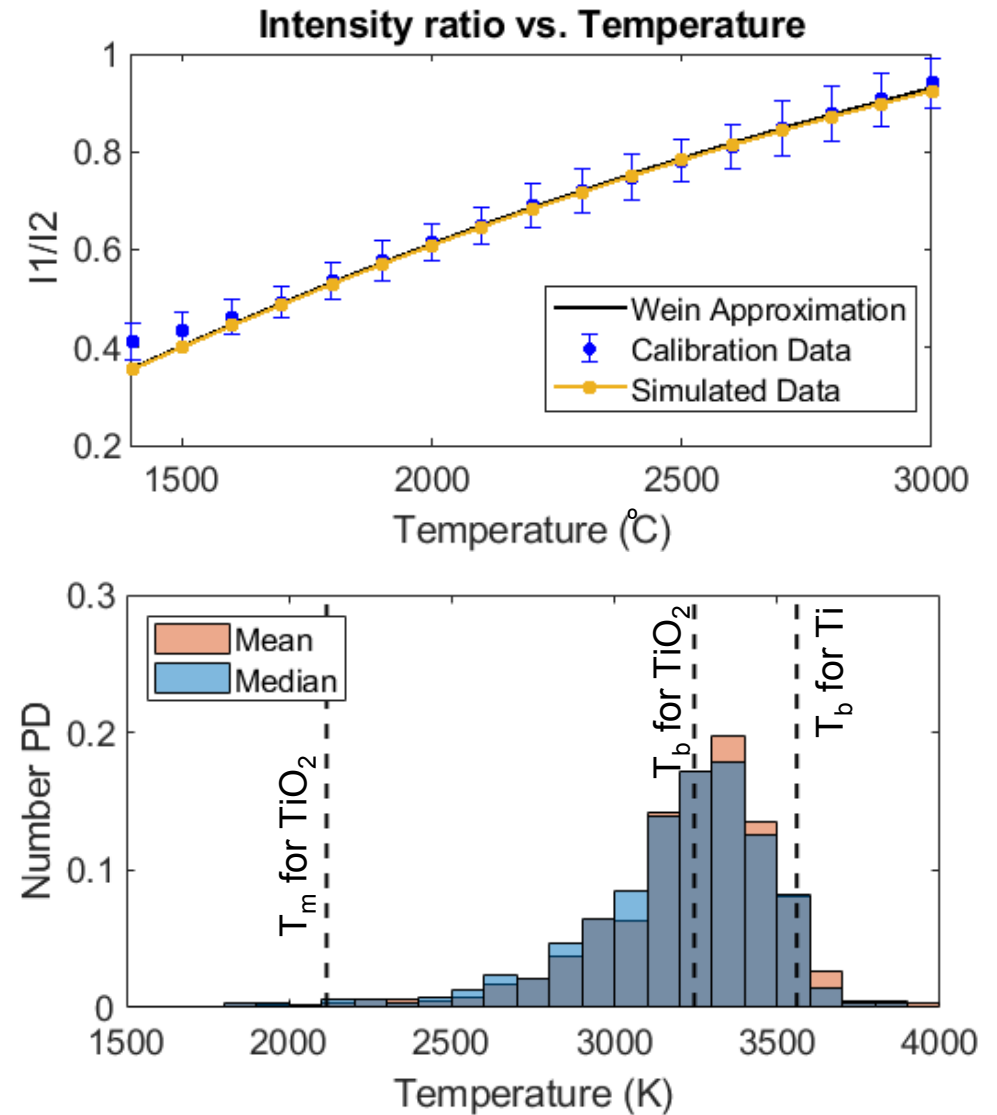 Intensity ratio vs. Temperature
1
0.8
0.6
0.4
0.2
I1/I2
Wein Approximation
Calibration Data
Simulated Data
1500 2000 2500 3000
Temperature (°C)
0.3
0.2
0.1
0
Number PD
Mean
Median
Tm for TiO2
Tb for TiO2
Tb for Ti
1500 2000 2500 3000 3500 4000
Temperature (K)